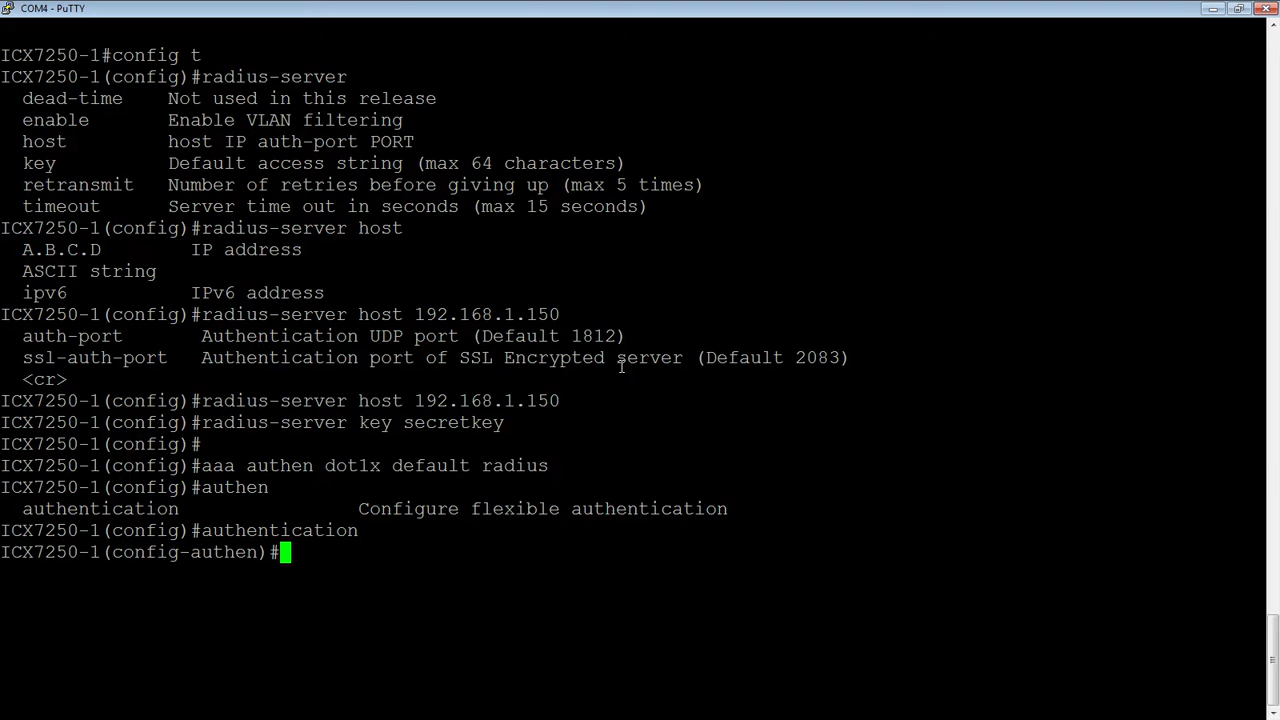 COM4 - PuTTY
ICX7250-1#config t
ICX7250-1(config)#radius-server
dead-time Not used in this release
enable Enable VLAN filtering
host host IP auth-port PORT
key Default access string (max 64 characters)
retransmit Number of retries before giving up (max 5 times)
timeout Server time out in seconds (max 15 seconds)
ICX7250-1(config)#radius-server host
A.B.C.D IP address
ASCII string
ipv6 IPv6 address
ICX7250-1(config)#radius-server host 192.168.1.150
auth-port Authentication UDP port (Default 1812)
ssl-auth-port Authentication port of SSL Encrypted server (Default 2083)
<cr>
ICX7250-1(config)#radius-server host 192.168.1.150
ICX7250-1(config)#radius-server key secretkey
ICX7250-1(config)#
ICX7250-1(config)#aaa authen dot1x default radius
ICX7250-1(config)#authen
authentication Configure flexible authentication
ICX7250-1(config)#authentication
ICX7250-1(config-authen)#